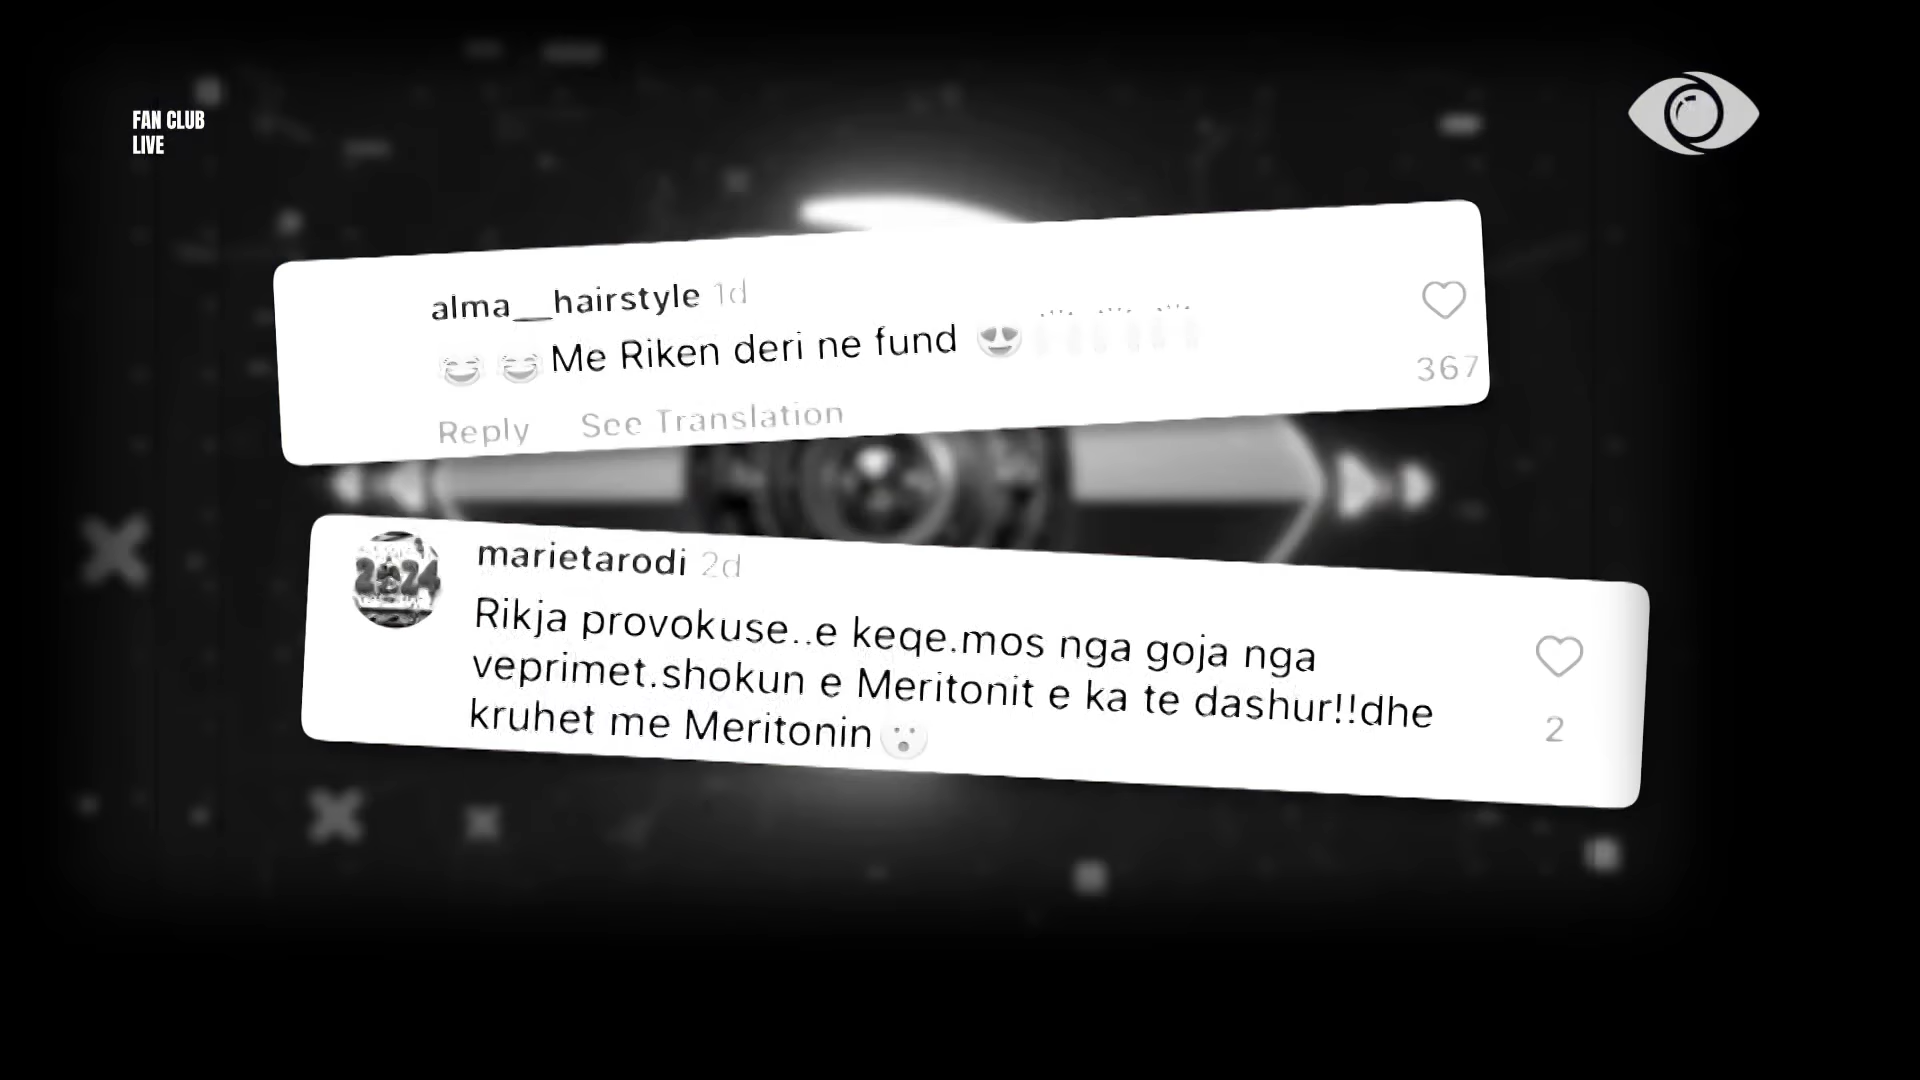 FAN CLUB
LIVE
alma__hairstyle 1d
😂 😂 Me Riken deri ne fund 😍
367
Reply See Translation
marietarodi 2d
Rikja provokuse..e keqe.mos nga goja nga
veprimet.shokun e Meritonit e ka te dashur!!dhe
kruhet me Meritonin😮
2
2024